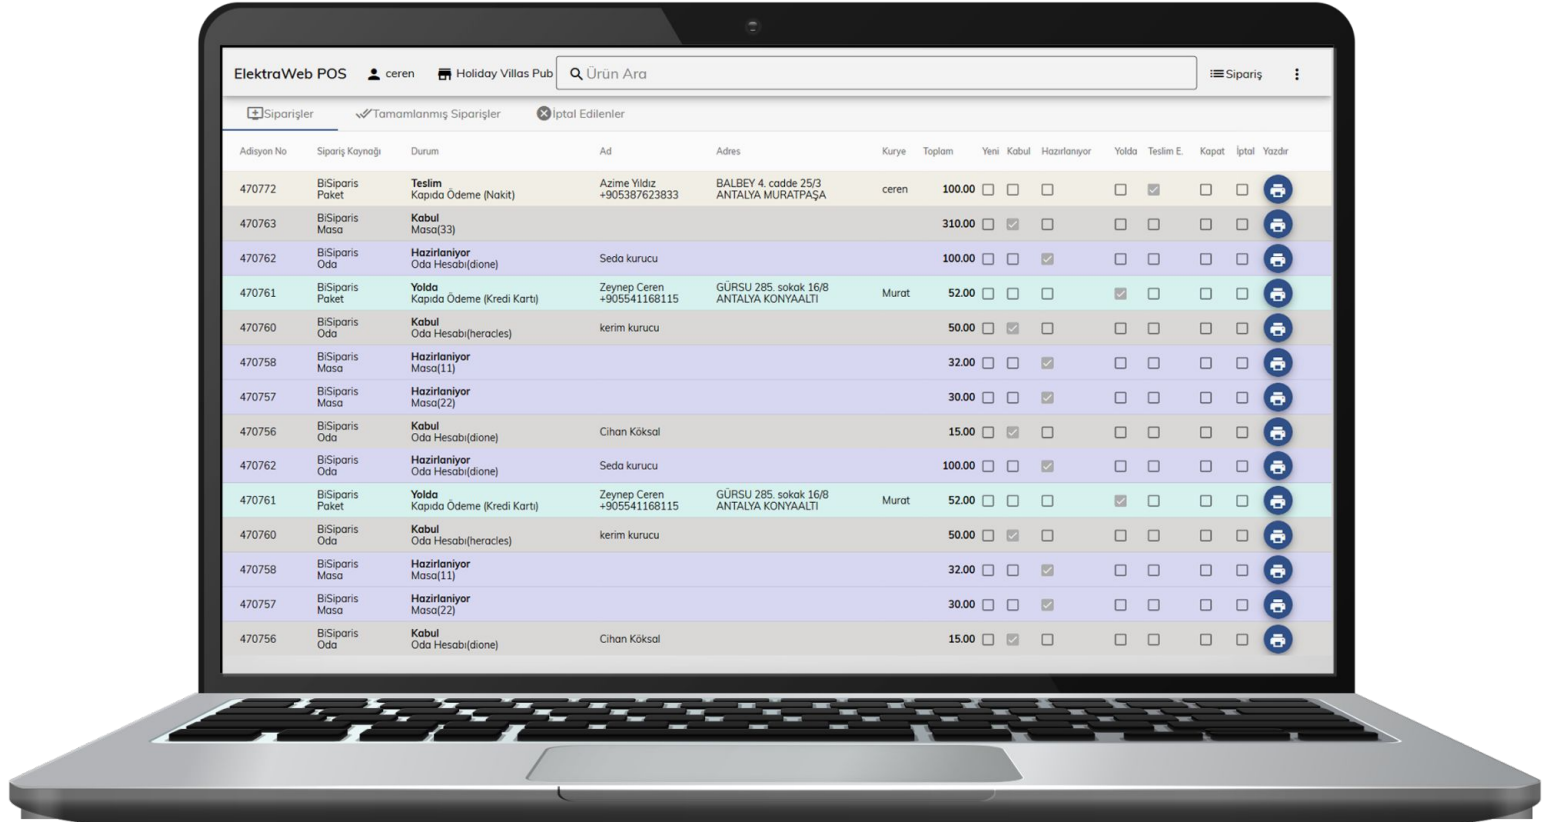 ElektraWeb POS ceren Holiday Villas Pub Ürün Ara Sipariş
Siparişler Tamamlanmış Siparişler İptal Edilenler
Adisyon No Sipariş Kaynağı Durum Ad Adres Kurye Toplam Yeni Kabul Hazırlanıyor Yolda Teslim E. Kapat İptal Yazdır
470772 BiSiparis Teslim Azime Yıldız BALBEY 4. cadde 25/3 ceren 100.00
Paket Kapıda Ödeme (Nakit) +905387623833 ANTALYA MURATPAŞA
470763 BiSiparis Kabul 310.00
Masa Masa(33)
470762 BiSiparis Hazirlaniyor Seda kurucu 100.00
Oda Oda Hesabı(dione)
470761 BiSiparis Yolda Zeynep Ceren GÜRSU 285. sokak 16/8 Murat 52.00
Paket Kapıda Ödeme (Kredi Kartı) +905541168115 ANTALYA KONYAALTI
470760 BiSiparis Kabul kerim kurucu 50.00
Oda Oda Hesabı(heracles)
470758 BiSiparis Hazirlaniyor 32.00
Masa Masa(11)
470757 BiSiparis Hazirlaniyor 30.00
Masa Masa(22)
470756 BiSiparis Kabul Cihan Köksal 15.00
Oda Oda Hesabı(dione)
470762 BiSiparis Hazirlaniyor Seda kurucu 100.00
Oda Oda Hesabı(dione)
470761 BiSiparis Yolda Zeynep Ceren GÜRSU 285. sokak 16/8 Murat 52.00
Paket Kapıda Ödeme (Kredi Kartı) +905541168115 ANTALYA KONYAALTI
470760 BiSiparis Kabul kerim kurucu 50.00
Oda Oda Hesabı(heracles)
470758 BiSiparis Hazirlaniyor 32.00
Masa Masa(11)
470757 BiSiparis Hazirlaniyor 30.00
Masa Masa(22)
470756 BiSiparis Kabul Cihan Köksal 15.00
Oda Oda Hesabı(dione)